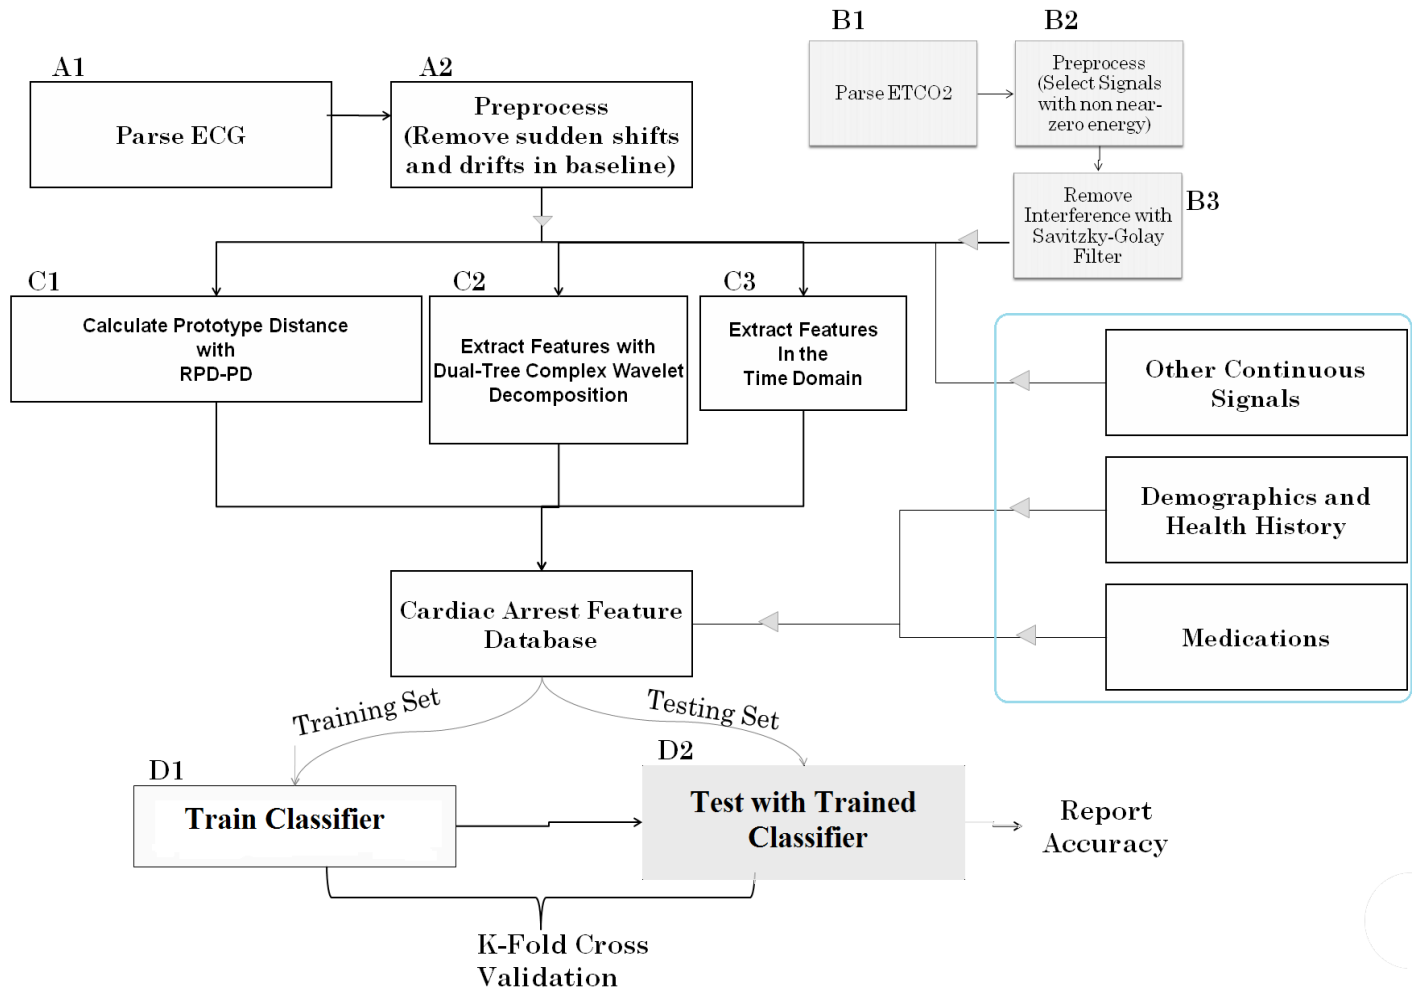 A1
Parse ECG
A2
Preprocess
(Remove sudden shifts
and drifts in baseline)
B1
Parse ETCO2
B2
Preprocess
(Select Signals
with non near-
zero energy)
B3
Remove
Interference with
Savitzky-Golay
Filter
C1
Calculate Prototype Distance
with
RPD-PD
C2
Extract Features with
Dual-Tree Complex Wavelet
Decomposition
C3
Extract Features
In the
Time Domain
Other Continuous
Signals
Demographics and
Health History
Medications
Cardiac Arrest Feature
Database
Training Set
Testing Set
D1
Train Classifier
D2
Test with Trained
Classifier
Report
Accuracy
K-Fold Cross
Validation